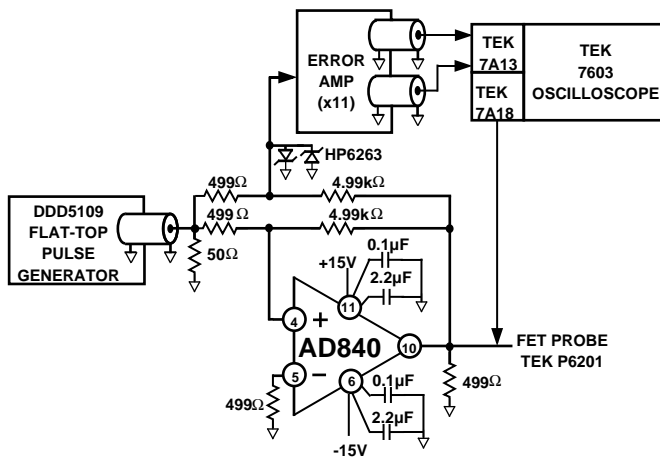 ERROR
AMP
(x11)
TEK
7A13
TEK
7A18
TEK
7603
OSCILLOSCOPE
HP6263
499Ω
4.99kΩ
499Ω
4.99kΩ
DDD5109
FLAT-TOP
PULSE
GENERATOR
50Ω
+15V
0.1µF
2.2µF
11
4
+
AD840
10
5
–
6
FET PROBE
TEK P6201
499Ω
0.1µF
2.2µF
499Ω
-15V